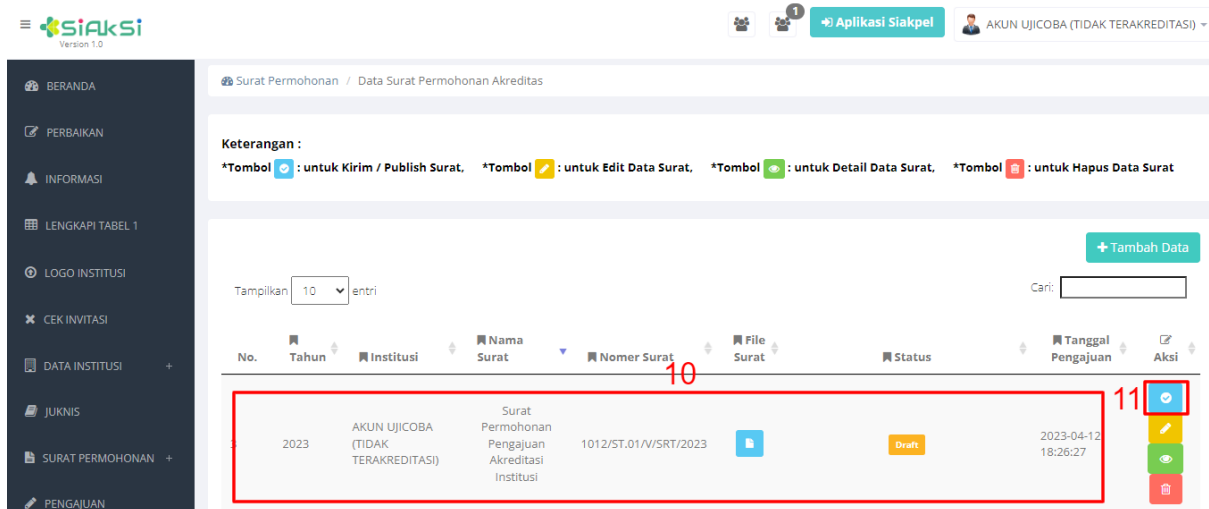 SiAkSi
Version 1.0
1
Aplikasi Siakpel
AKUN UJICOBA (TIDAK TERAKREDITASI)
BERANDA
PERBAIKAN
INFORMASI
LENGKAPI TABEL 1
LOGO INSTITUSI
CEK INVITASI
DATA INSTITUSI +
JUKNIS
SURAT PERMOHONAN +
PENGAJUAN
Surat Permohonan / Data Surat Permohonan Akreditas
Keterangan :
*Tombol : untuk Kirim / Publish Surat, *Tombol : untuk Edit Data Surat, *Tombol : untuk Detail Data Surat, *Tombol : untuk Hapus Data Surat
+ Tambah Data
Tampilkan 10 entri
Cari:
No.
Tahun
Institusi
Nama
Surat
Nomer Surat
File
Surat
Status
Tanggal
Pengajuan
Aksi
10
11
2023
AKUN UJICOBA
(TIDAK
TERAKREDITASI)
Surat
Permohonan
Pengajuan
Akreditasi
Institusi
1012/ST.01/V/SRT/2023
Draft
2023-04-12
18:26:27